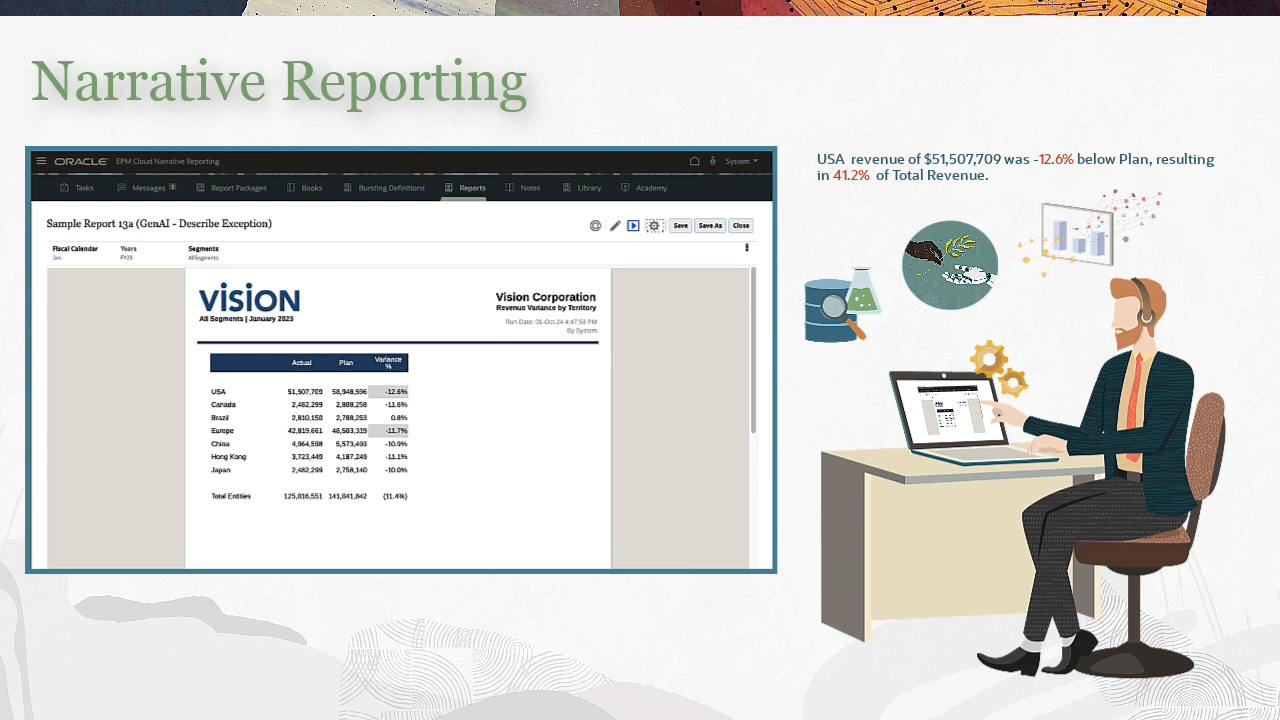 Narrative Reporting
ORACLE EPM Cloud Narrative Reporting System
Tasks Messages 1 Report Packages Books Bursting Definitions Reports Notes Library Academy
Sample Report 13a (GenAI - Describe Exception) Save Save As Close
Fiscal Calendar Years Segments
Jan FY23 AllSegments
vision
All Segments | January 2023
Vision Corporation
Revenue Variance by Territory
Run Date: 01-Oct-24 4:47:58 PM
By System
Actual Plan Variance %
USA 51,507,709 58,948,596 -12.6%
Canada 2,482,299 2,808,258 -11.6%
Brazil 2,810,150 2,788,253 0.8%
Europe 42,819,661 48,503,319 -11.7%
China 4,964,598 5,573,493 -10.9%
Hong Kong 3,723,449 4,187,249 -11.1%
Japan 2,482,299 2,758,140 -10.0%
Total Entities 125,016,551 141,041,842 (11.4%)
USA revenue of $51,507,709 was -12.6% below Plan, resulting
in 41.2% of Total Revenue.